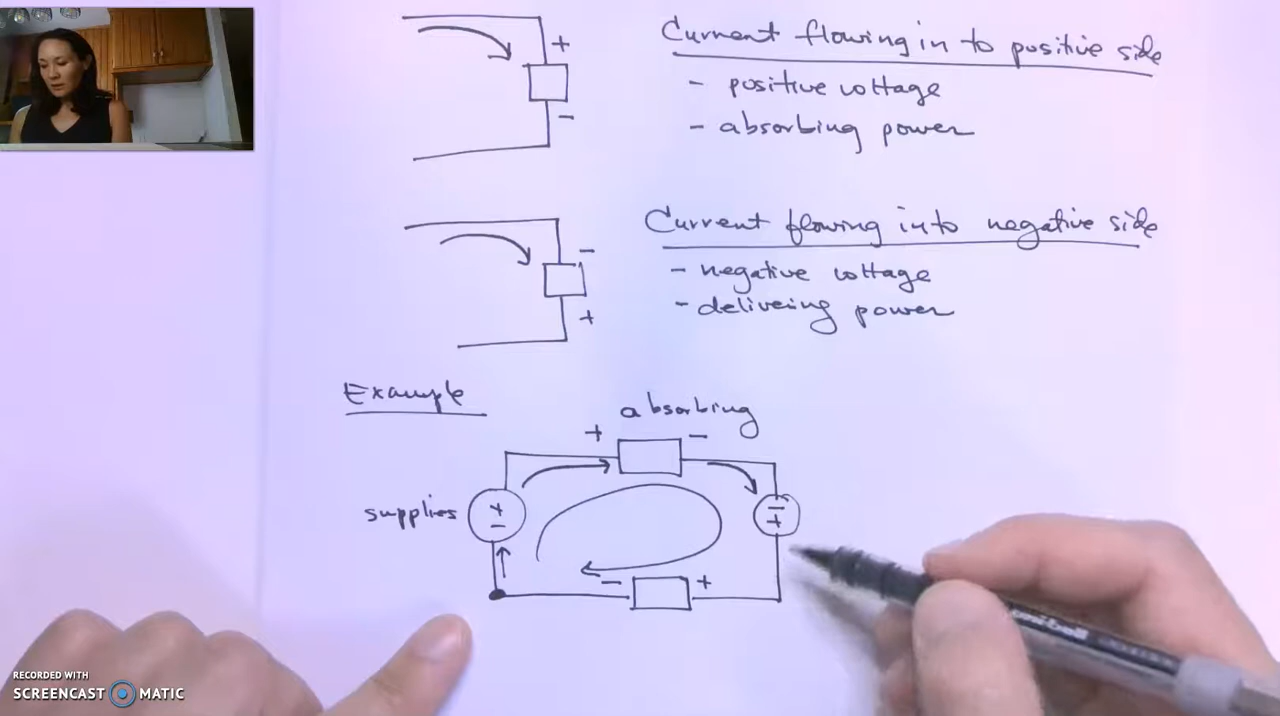 +
Current flowing in to positive side
- positive voltage
-
- absorbing power
Current flowing into negative side
-
- negative voltage
- delivering power
+
Example
absorbing
+ -
supplies + - - +
- +
RECORDED WITH
SCREENCAST MATIC